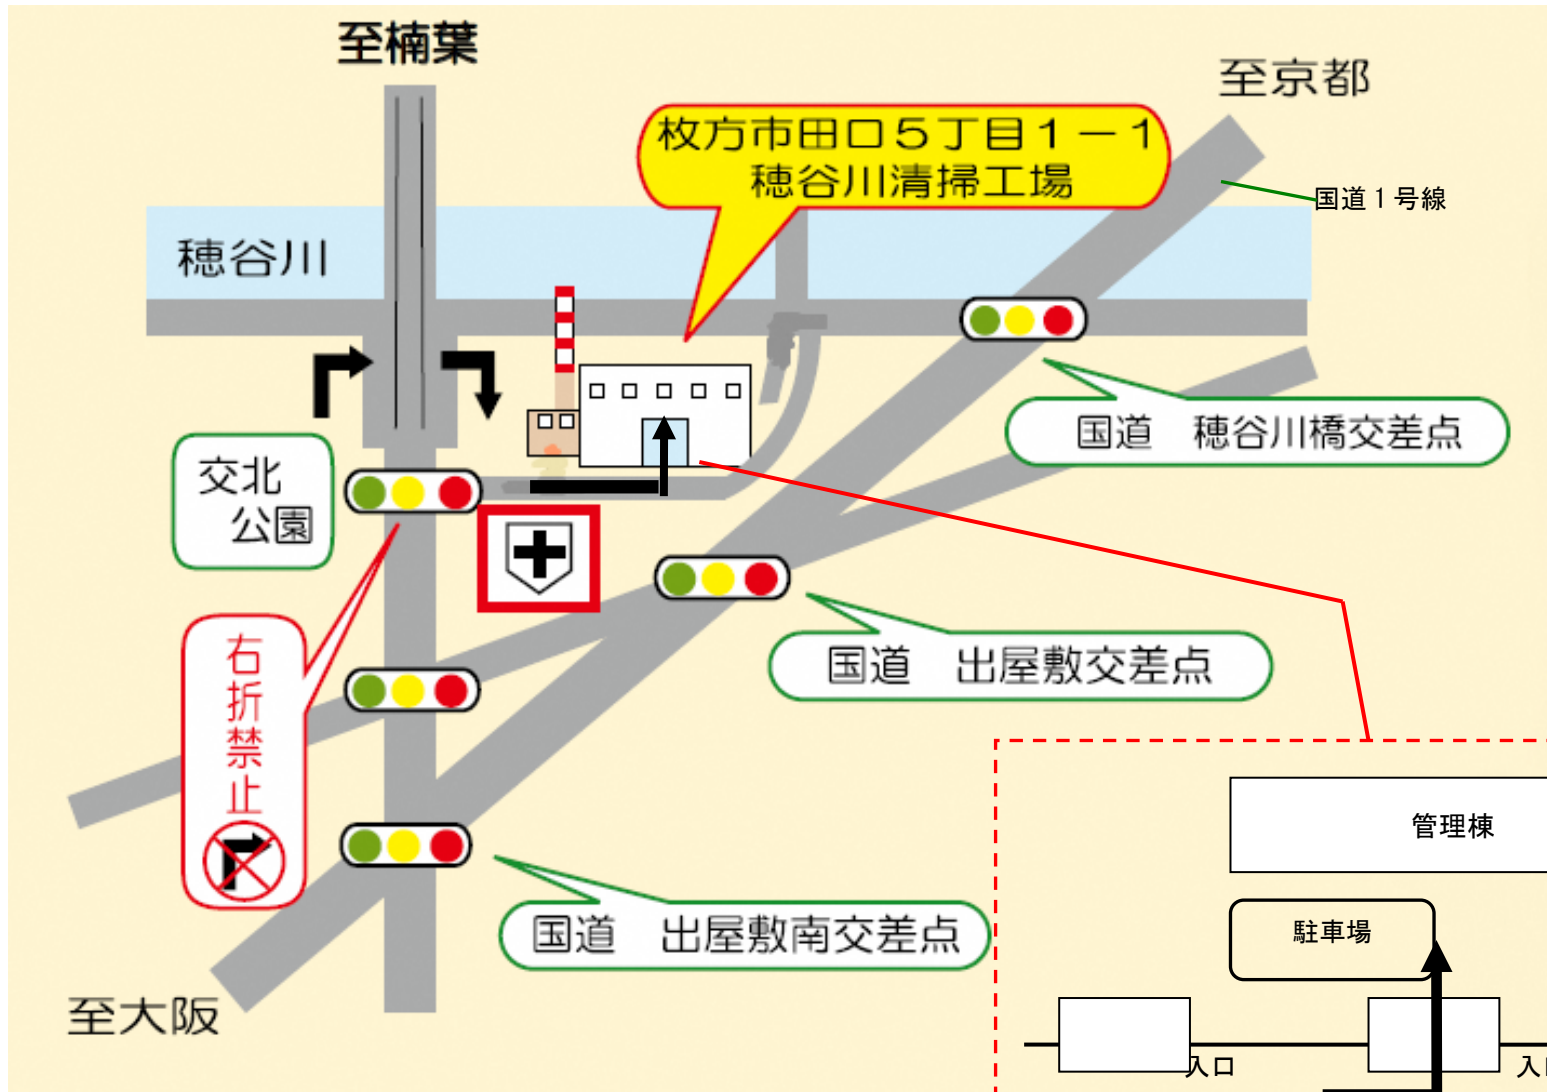 至楠葉
至京都
枚方市田口５丁目１－１
穂谷川清掃工場
国道１号線
穂谷川
国道　穂谷川橋交差点
交北
公園
国道　出屋敷交差点
右折禁止
管理棟
国道　出屋敷南交差点
駐車場
至大阪
入口
入口